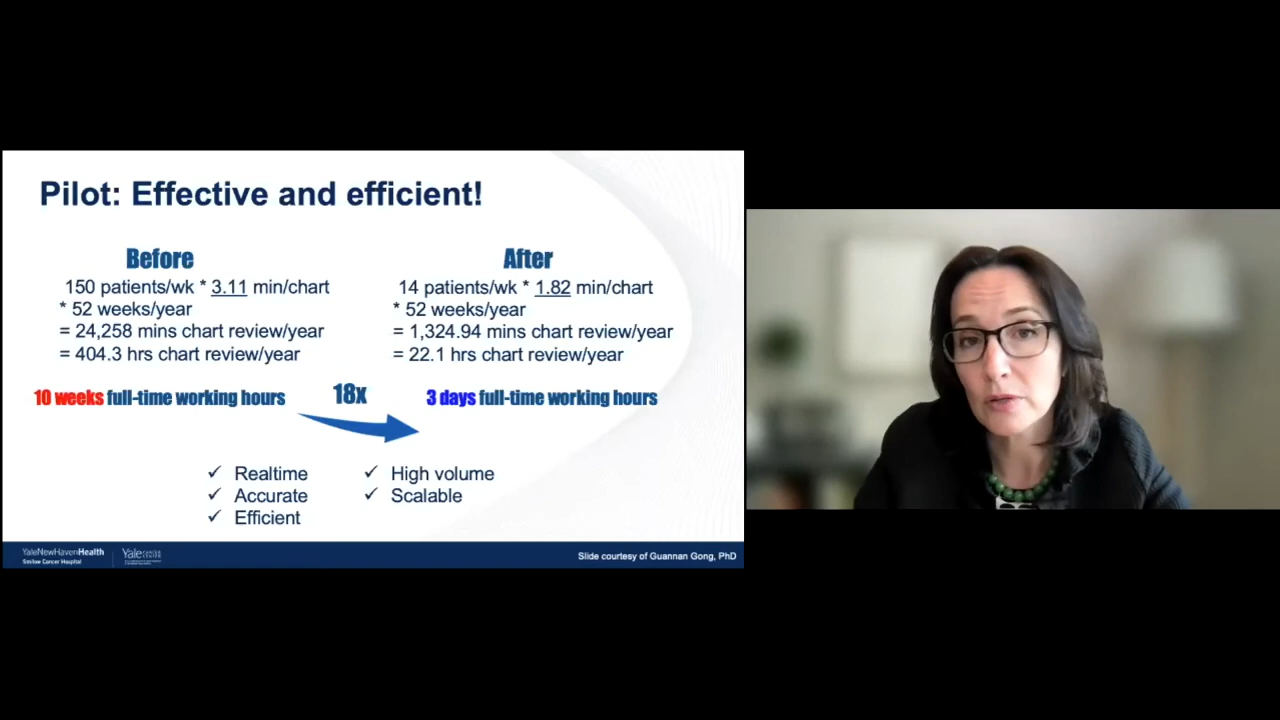 Pilot: Effective and efficient!
Before
150 patients/wk * 3.11 min/chart
* 52 weeks/year
= 24,258 mins chart review/year
= 404.3 hrs chart review/year
10 weeks full-time working hours
18x
After
14 patients/wk * 1.82 min/chart
* 52 weeks/year
= 1,324.94 mins chart review/year
= 22.1 hrs chart review/year
3 days full-time working hours
✓ Realtime
✓ Accurate
✓ Efficient
✓ High volume
✓ Scalable
YaleNewHavenHealth
Smilow Cancer Hospital
Yale CANCER CENTER
Slide courtesy of Guannan Gong, PhD